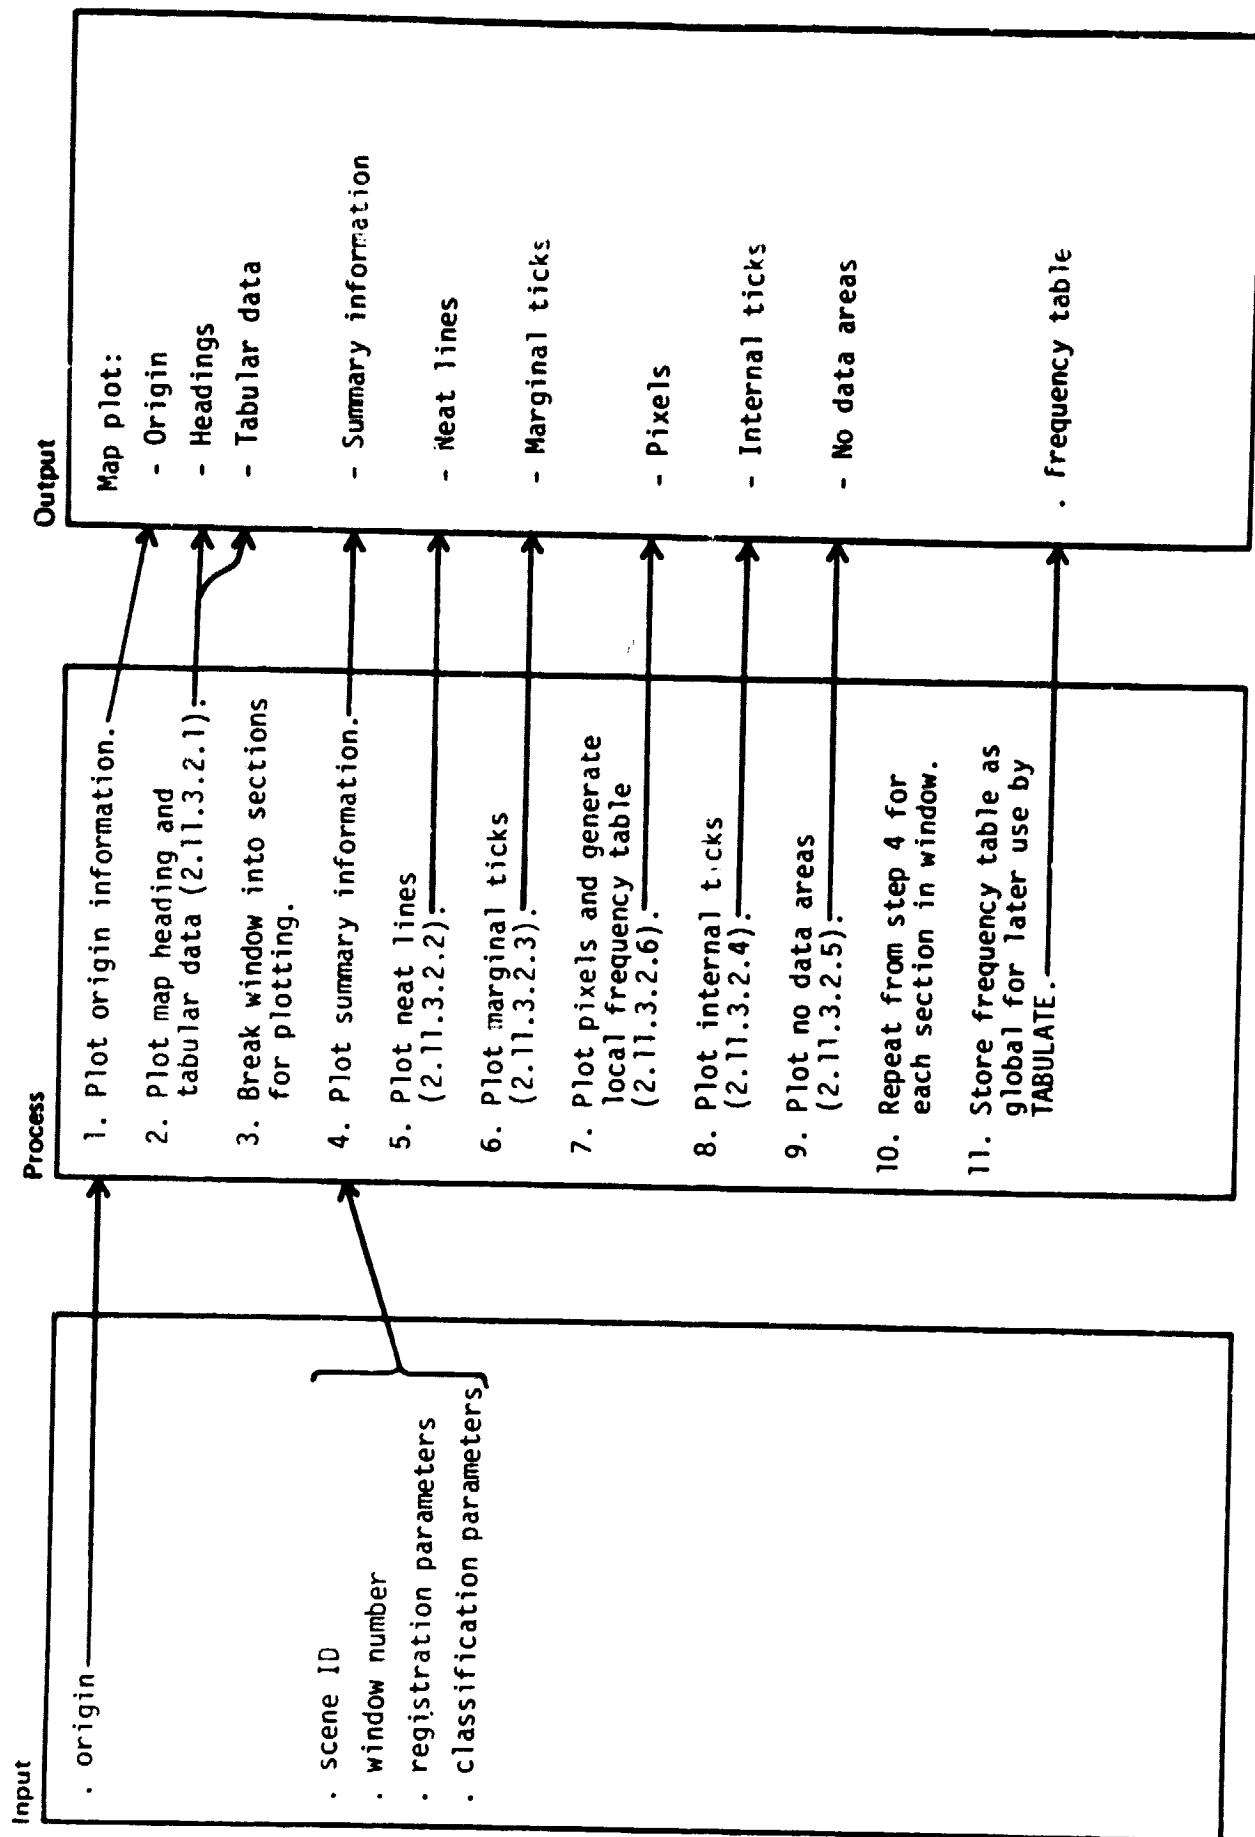 Input
. origin
. scene ID
. window number
. registration parameters
. classification parameters
Process
1. Plot origin information.
2. Plot map heading and
tabular data (2.11.3.2.1).
3. Break window into sections
for plotting.
4. Plot summary information.
5. Plot neat lines
(2.11.3.2.2).
6. Plot marginal ticks
(2.11.3.2.3).
7. Plot pixels and generate
local frequency table
(2.11.3.2.6).
8. Plot internal ticks
(2.11.3.2.4).
9. Plot no data areas
(2.11.3.2.5).
10. Repeat from step 4 for
each section in window.
11. Store frequency table as
global for later use by
TABULATE.
Output
Map plot:
- Origin
- Headings
- Tabular data
- Summary information
- Neat lines
- Marginal ticks
- Pixels
- Internal ticks
- No data areas
. frequency table